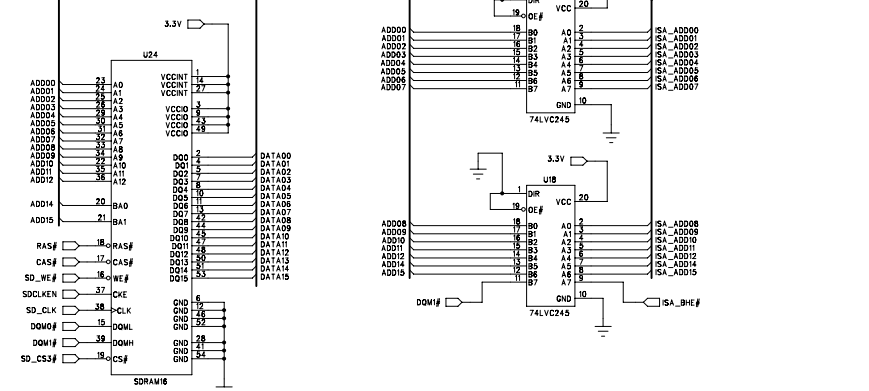 3.3V
U24
ADD00 23 A0
ADD01 24 A1
ADD02 25 A2
ADD03 26 A3
ADD04 29 A4
ADD05 30 A5
ADD06 31 A6
ADD07 32 A7
ADD08 33 A8
ADD09 34 A9
ADD10 22 A10
ADD11 35 A11
ADD12 36 A12
ADD14 20 BA0
ADD15 21 BA1
RAS# 18 RAS#
CAS# 17 CAS#
SD_WE# 16 WE#
SDCLKEN 37 CKE
SD_CLK 38 >CLK
DQM0# 15 DQML
DQM1# 39 DQMH
SD_CS3# 19 CS#
VCCINT 1
VCCINT 14
VCCINT 27
VCCIO 3
VCCIO 9
VCCIO 43
VCCIO 49
DQ0 2 DATA00
DQ1 4 DATA01
DQ2 5 DATA02
DQ3 7 DATA03
DQ4 8 DATA04
DQ5 10 DATA05
DQ6 11 DATA06
DQ7 13 DATA07
DQ8 42 DATA08
DQ9 44 DATA09
DQ10 45 DATA10
DQ11 47 DATA11
DQ12 48 DATA12
DQ13 50 DATA13
DQ14 51 DATA14
DQ15 53 DATA15
GND 6
GND 12
GND 46
GND 52
GND 28
GND 41
GND 54
SDRAM16
VCC 20
19 OE#
ADD00 18 B0 A0 2 ISA_ADD00
ADD01 17 B1 A1 3 ISA_ADD01
ADD02 16 B2 A2 4 ISA_ADD02
ADD03 15 B3 A3 5 ISA_ADD03
ADD04 14 B4 A4 6 ISA_ADD04
ADD05 13 B5 A5 7 ISA_ADD05
ADD06 12 B6 A6 8 ISA_ADD06
ADD07 11 B7 A7 9 ISA_ADD07
GND 10
74LVC245
3.3V
U18
1 DIR
VCC 20
19 OE#
ADD08 18 B0 A0 2 ISA_ADD08
ADD09 17 B1 A1 3 ISA_ADD09
ADD10 16 B2 A2 4 ISA_ADD10
ADD11 15 B3 A3 5 ISA_ADD11
ADD12 14 B4 A4 6 ISA_ADD12
ADD14 13 B5 A5 7 ISA_ADD14
ADD15 12 B6 A6 8 ISA_ADD15
11 B7 A7 9
DQM1# GND 10 ISA_BHE#
74LVC245